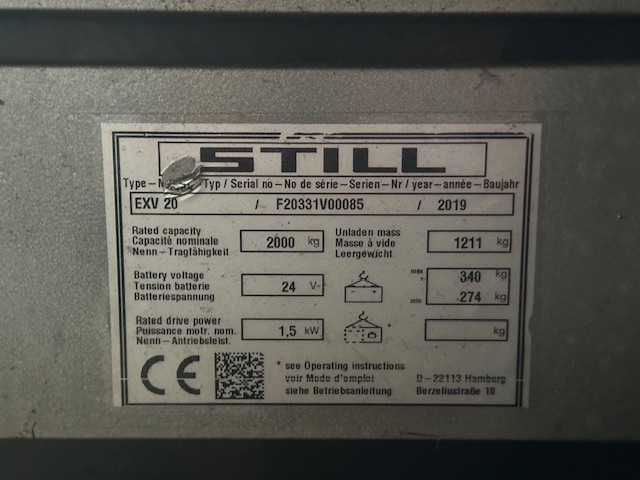 STILL
Type - Typ / Serial no - No de série - Serien - Nr / year - année - Baujahr
EXV 20 / F20331V00085 / 2019
Rated capacity
Capacité nominale
Nenn - Tragfähigkeit
2000 kg
Unladen mass
Masse à vide
Leergewicht
1211 kg
Battery voltage
Tension batterie
Batteriespannung
24 V-
max 340 kg
min 274 kg
Rated drive power
Puissance motr. nom.
Nenn - Antriebsleist.
1,5 kW
* kg
CE
* see Operating instructions
voir Mode d'emploi
siehe Betriebsanleitung
D-22113 Hamburg
Berzeliustraße 10